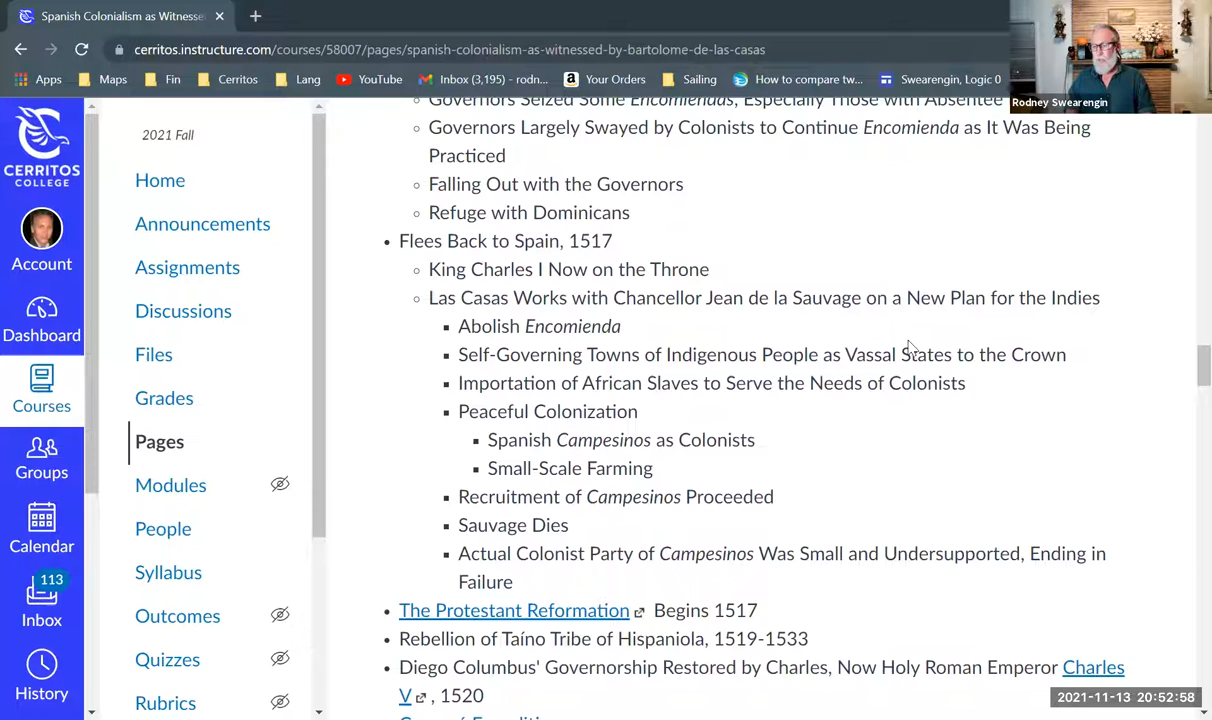 Spanish Colonialism as Witnesse
cerritos.instructure.com/courses/58007/pages/spanish-colonialism-as-witnessed-by-bartolome-de-las-casas
Apps Maps Fin Cerritos Lang YouTube Inbox (3,195) - rodn... Your Orders Sailing How to compare tw... Swearengin, Logic 0
Rodney Swearengin
CERRITOS
COLLEGE
Account
Dashboard
Courses
Groups
Calendar
113
Inbox
History
2021 Fall
Home
Announcements
Assignments
Discussions
Files
Grades
Pages
Modules
People
Syllabus
Outcomes
Quizzes
Rubrics
Governors Seized Some Encomiendas, Especially Those with Absentee
Governors Largely Swayed by Colonists to Continue Encomienda as It Was Being
Practiced
Falling Out with the Governors
Refuge with Dominicans
Flees Back to Spain, 1517
King Charles I Now on the Throne
Las Casas Works with Chancellor Jean de la Sauvage on a New Plan for the Indies
Abolish Encomienda
Self-Governing Towns of Indigenous People as Vassal States to the Crown
Importation of African Slaves to Serve the Needs of Colonists
Peaceful Colonization
Spanish Campesinos as Colonists
Small-Scale Farming
Recruitment of Campesinos Proceeded
Sauvage Dies
Actual Colonist Party of Campesinos Was Small and Undersupported, Ending in
Failure
The Protestant Reformation Begins 1517
Rebellion of Taíno Tribe of Hispaniola, 1519-1533
Diego Columbus' Governorship Restored by Charles, Now Holy Roman Emperor Charles
V , 1520
2021-11-13 20:52:58